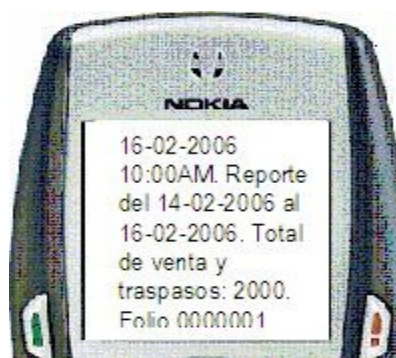 NOKIA
16-02-2006
10:00AM. Reporte
del 14-02-2006 al
16-02-2006. Total
de venta y
traspasos: 2000.
Folio 0000001